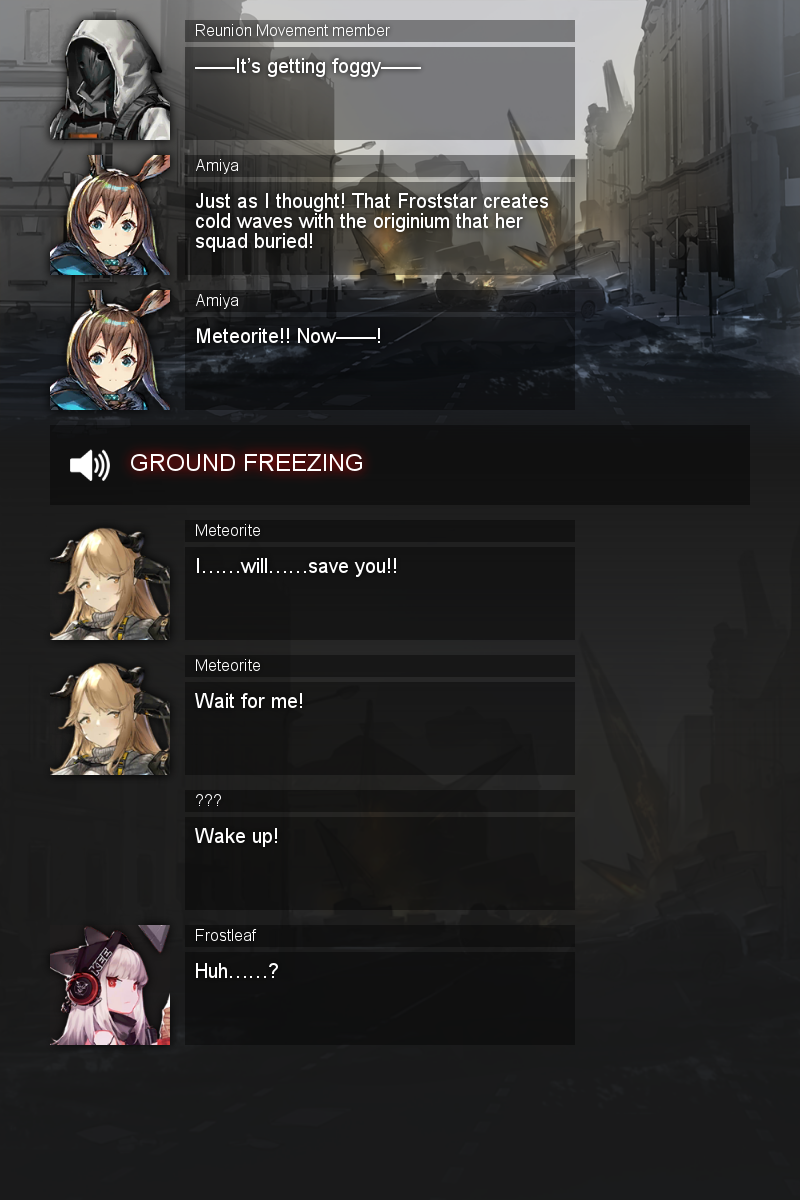 Reunion Movement member
——It's getting foggy——
Amiya
Just as I thought! That Froststar creates
cold waves with the originium that her
squad buried!
Amiya
Meteorite!! Now——!
GROUND FREEZING
Meteorite
I……will……save you!!
Meteorite
Wait for me!
???
Wake up!
Frostleaf
KEE
Huh……?